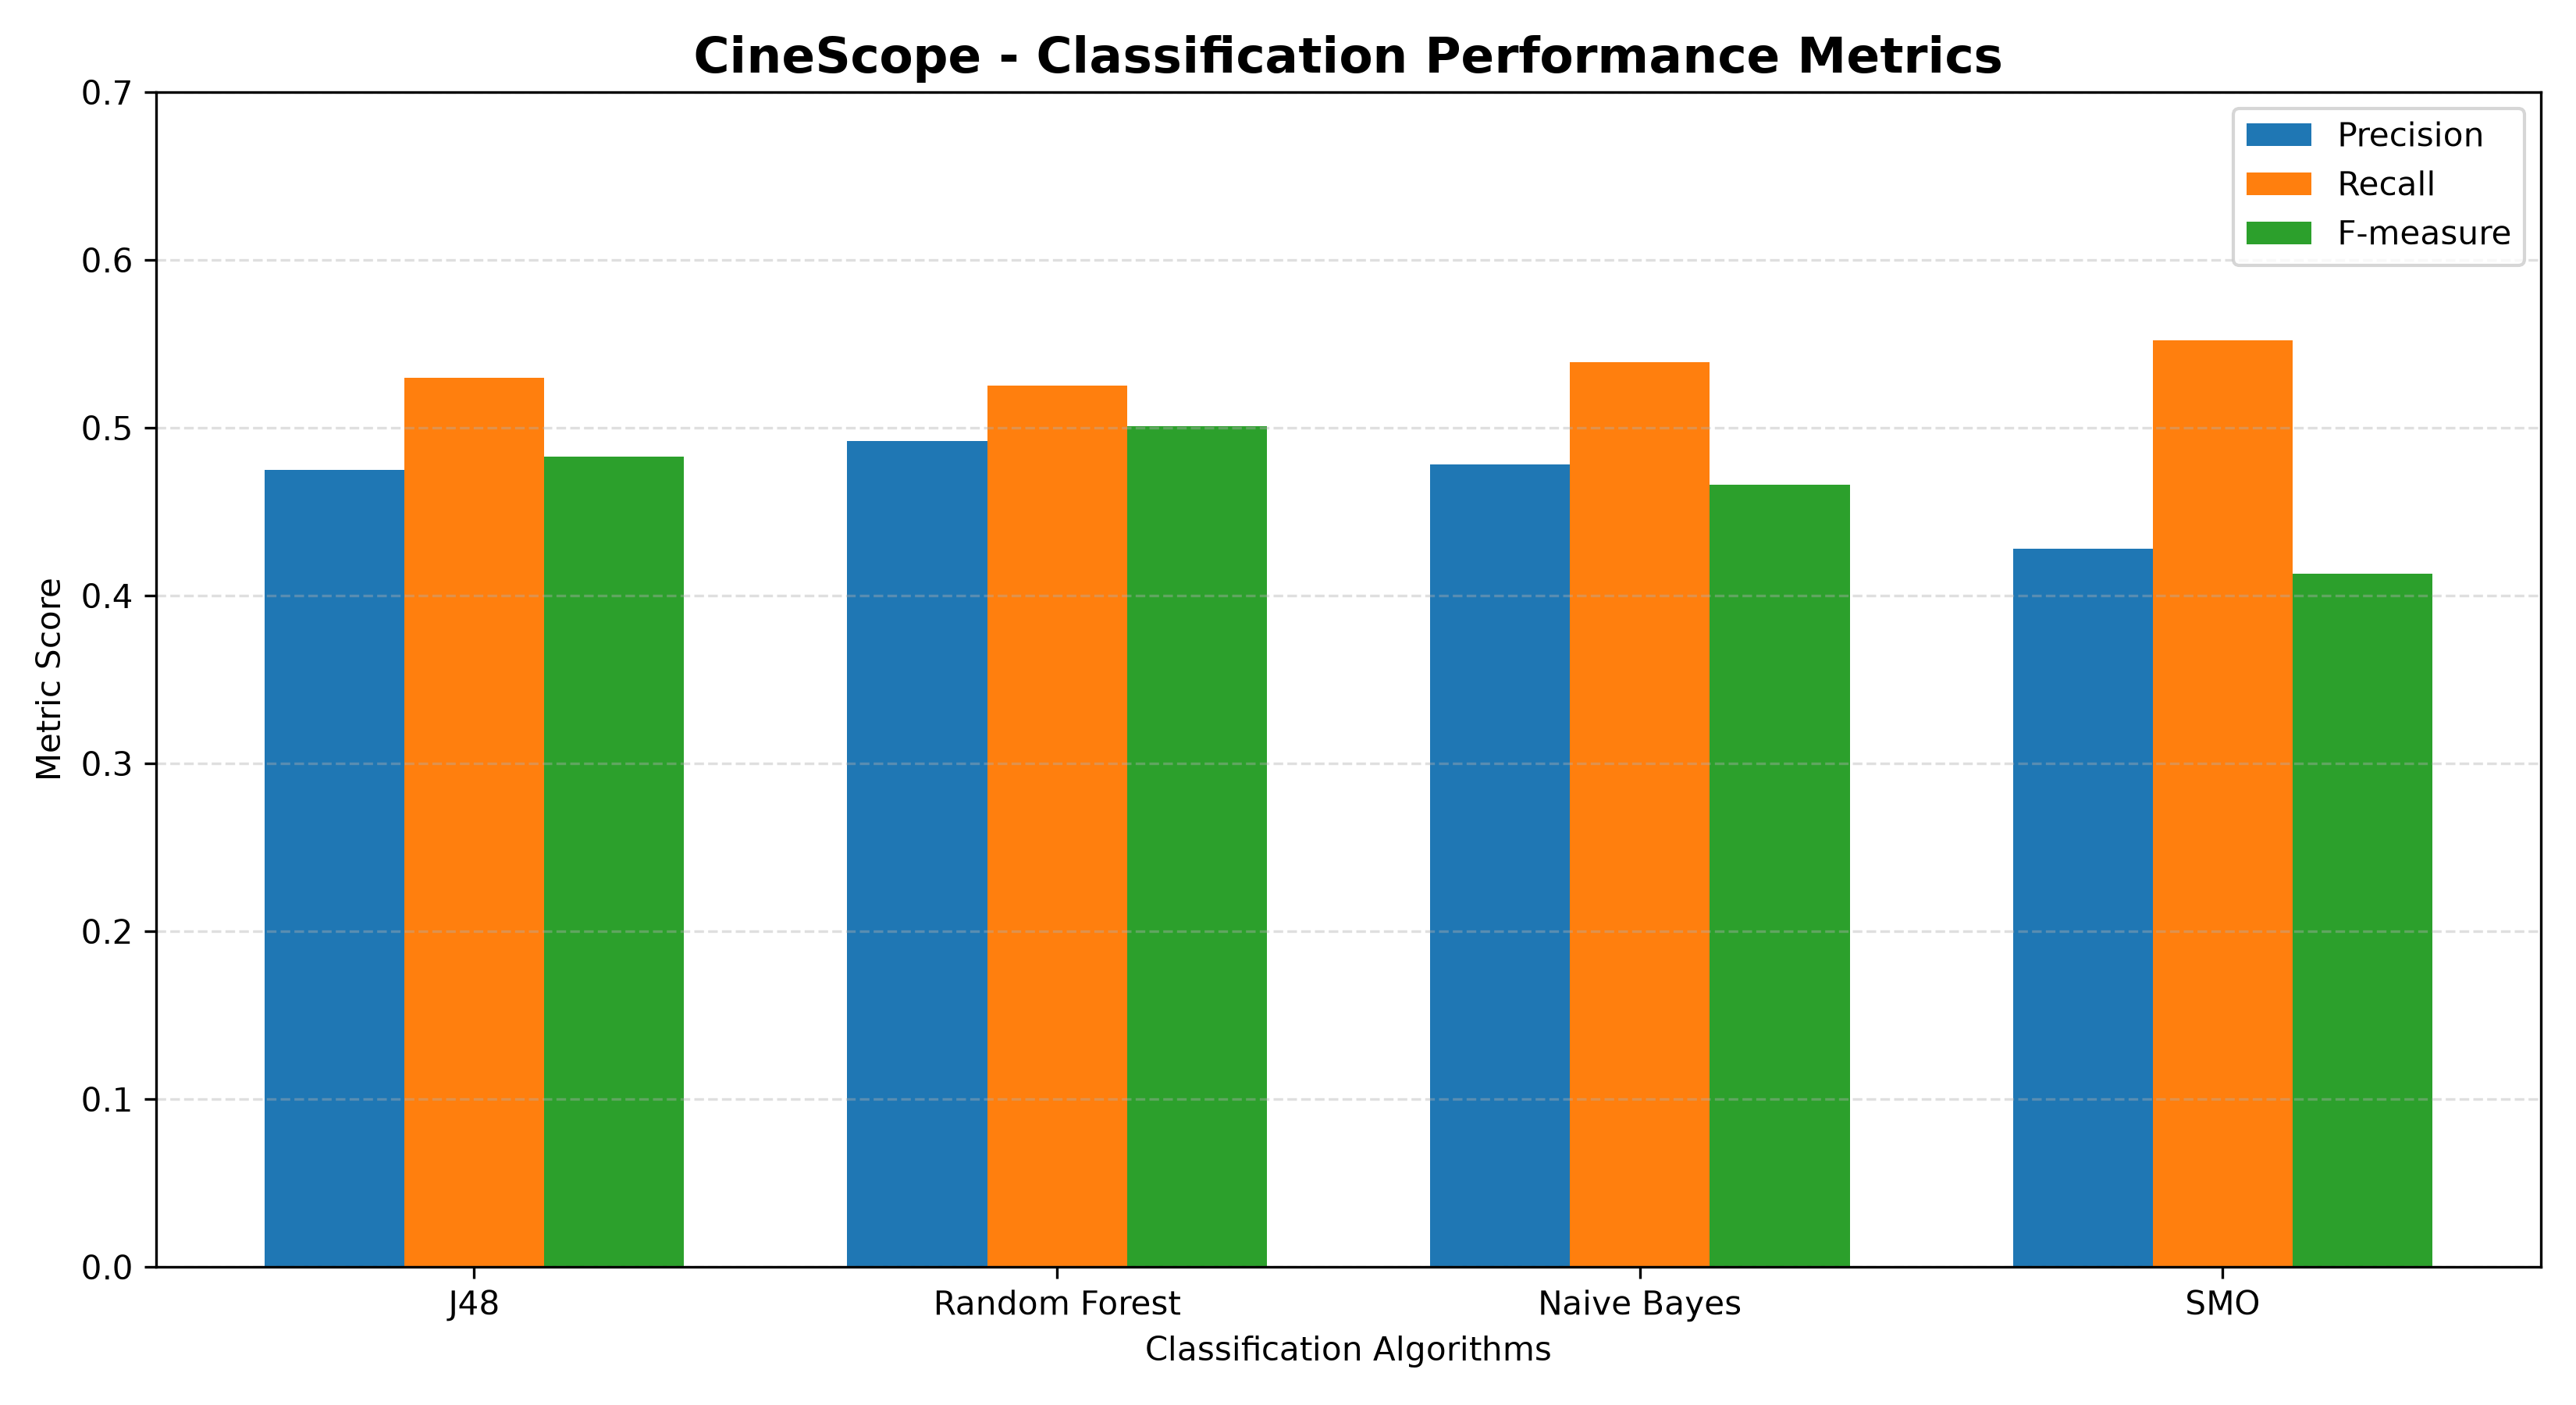 CineScope - Classification Performance Metrics
0.7
0.6
0.5
0.4
0.3
0.2
0.1
0.0
Metric Score
Precision
Recall
F-measure
J48
Random Forest
Naive Bayes
SMO
Classification Algorithms